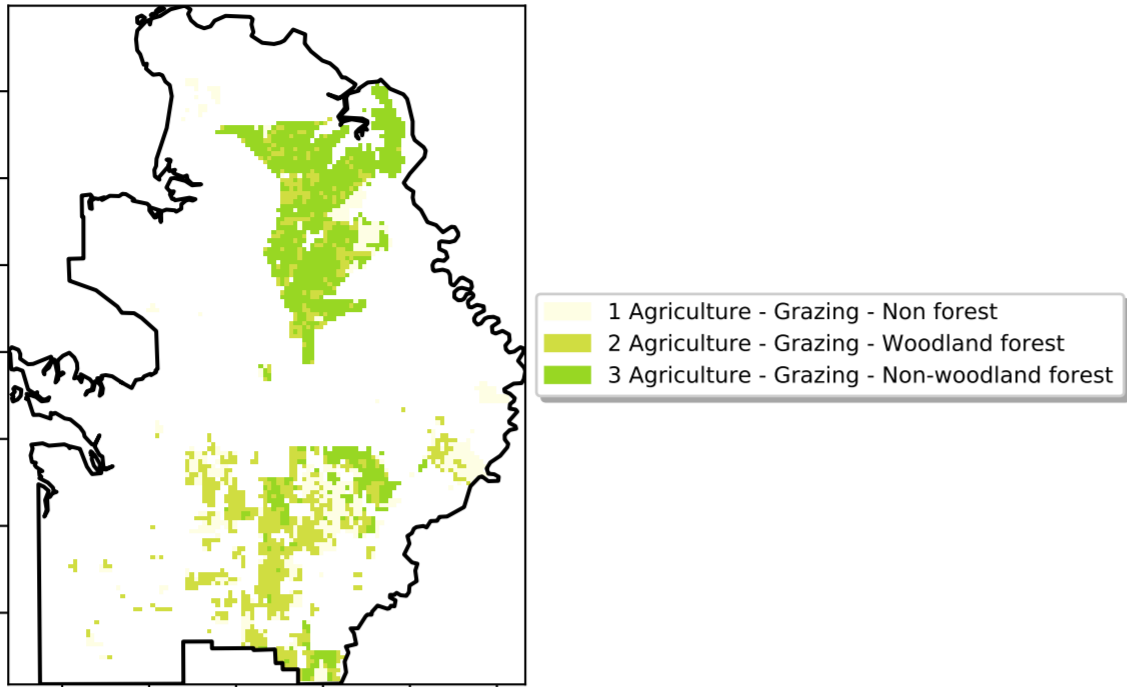 1 Agriculture - Grazing - Non forest
2 Agriculture - Grazing - Woodland forest
3 Agriculture - Grazing - Non-woodland forest